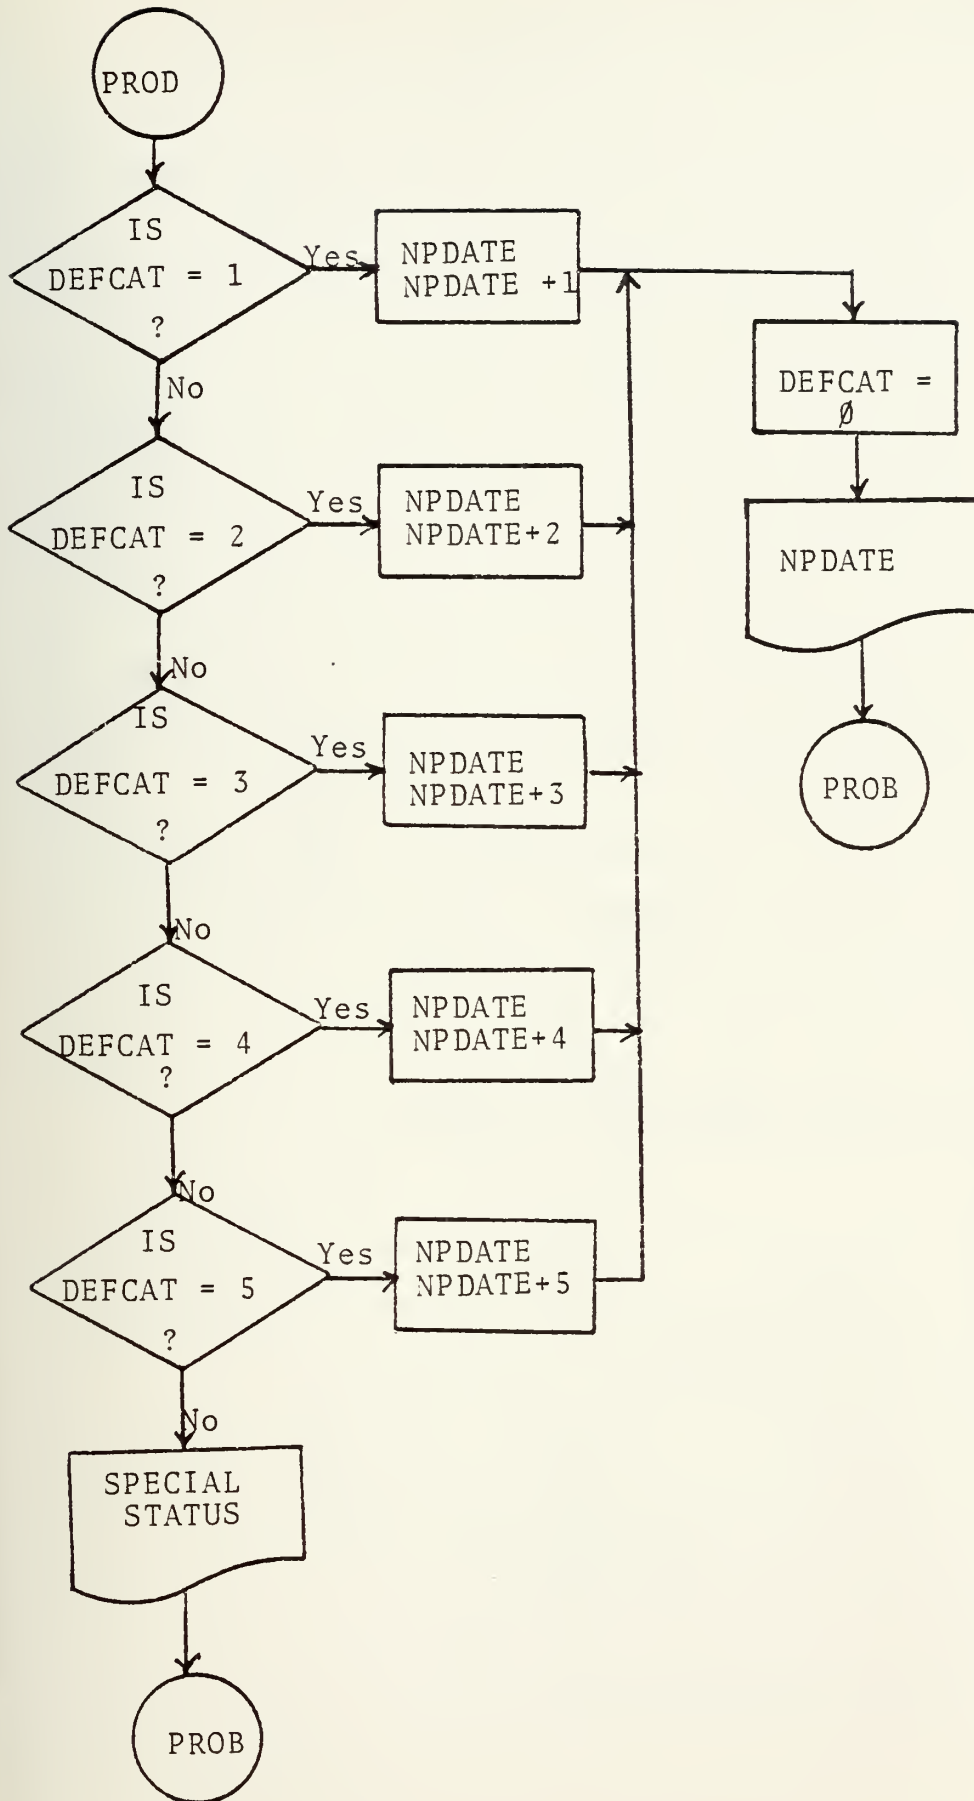 PROD
IS
DEFCAT = 1
?
Yes
NPDATE
NPDATE +1
DEFCAT =
Ø
NPDATE
PROB
No
IS
DEFCAT = 2
?
Yes
NPDATE
NPDATE+2
No
IS
DEFCAT = 3
?
Yes
NPDATE
NPDATE+3
No
IS
DEFCAT = 4
?
Yes
NPDATE
NPDATE+4
No
IS
DEFCAT = 5
?
Yes
NPDATE
NPDATE+5
No
SPECIAL
STATUS
PROB